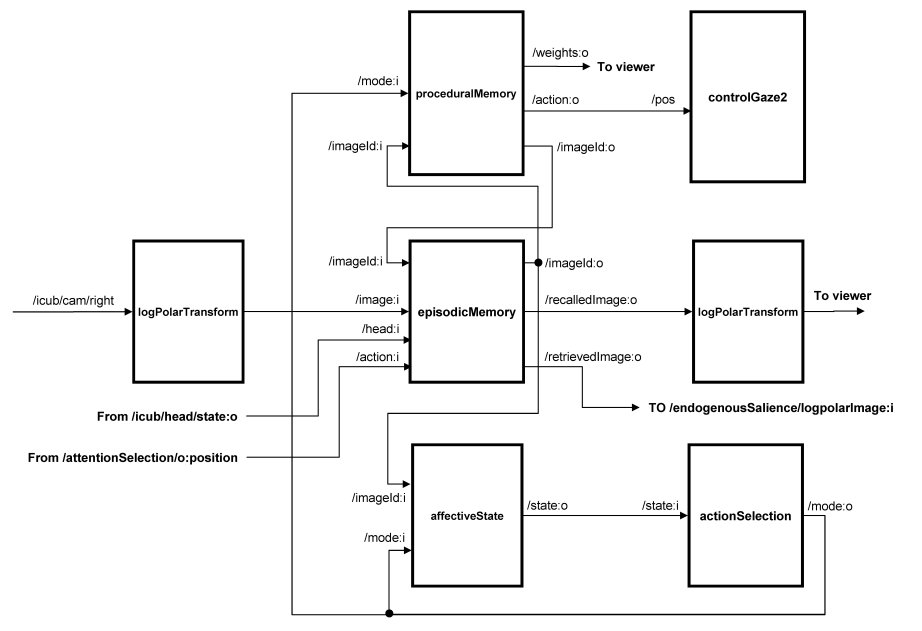 /weights:o
To viewer
/mode:i
proceduralMemory
/action:o
/pos
controlGaze2
/imageId:i
/imageId:o
/imageId:i
/imageId:o
/icub/cam/right
logPolarTransform
/image:i
episodicMemory
/recalledImage:o
logPolarTransform
To viewer
/head:i
/action:i
/retrievedImage:o
From /icub/head/state:o
TO /endogenousSalience/logpolarImage:i
From /attentionSelection/o:position
/imageId:i
affectiveState
/state:o
/state:i
actionSelection
/mode:o
/mode:i